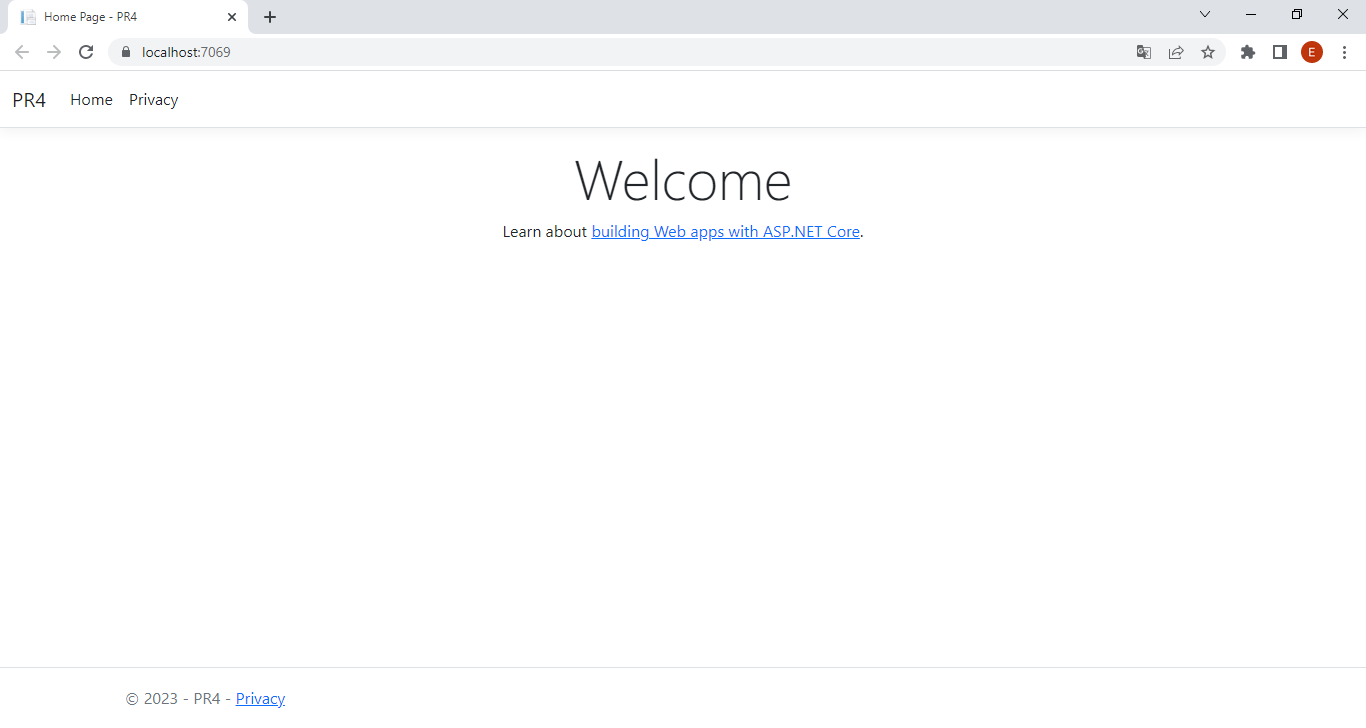 Home Page - PR4
localhost:7069
E
PR4 Home Privacy
Welcome
Learn about building Web apps with ASP.NET Core.
© 2023 - PR4 - Privacy